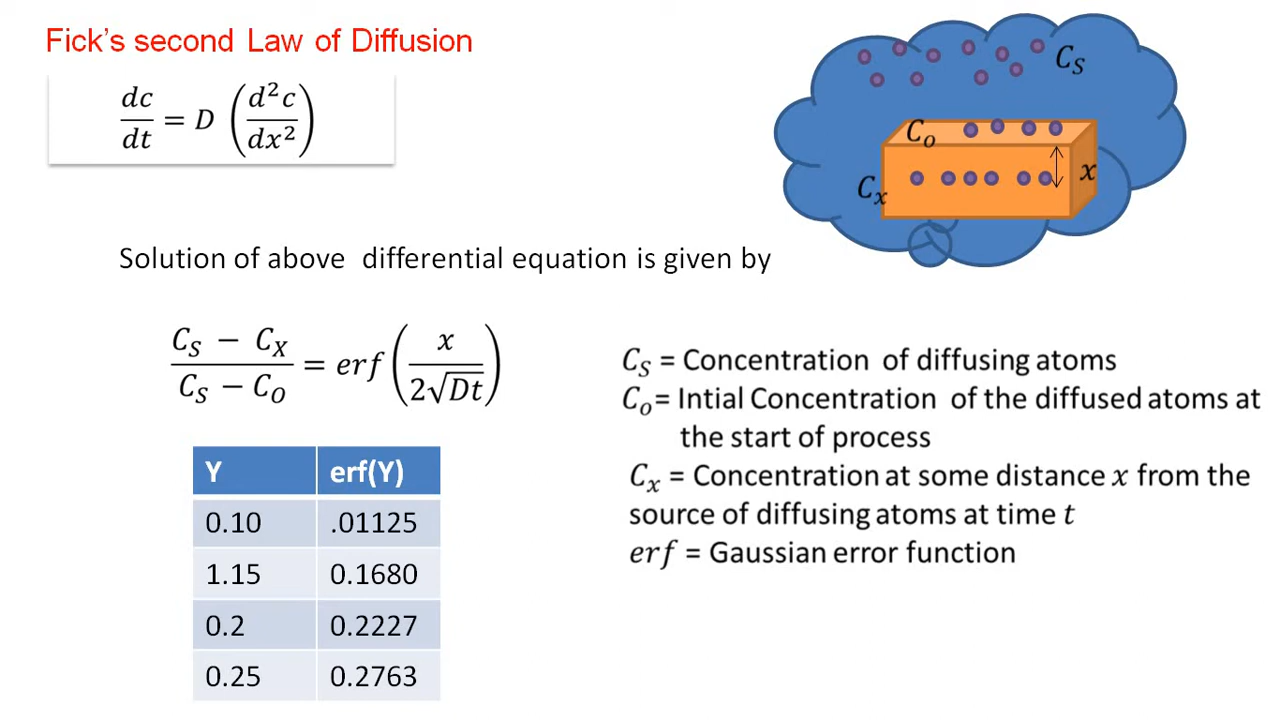 Fick's second Law of Diffusion
dc/dt = D (d²c/dx²)
C_S
C_o
C_x
x
Solution of above differential equation is given by
(C_S − C_X)/(C_S − C_O) = erf (x/(2√Dt))
C_S = Concentration of diffusing atoms
C_o= Intial Concentration of the diffused atoms at
the start of process
C_x = Concentration at some distance x from the
source of diffusing atoms at time t
erf = Gaussian error function
Y erf(Y)
0.10 .01125
1.15 0.1680
0.2 0.2227
0.25 0.2763